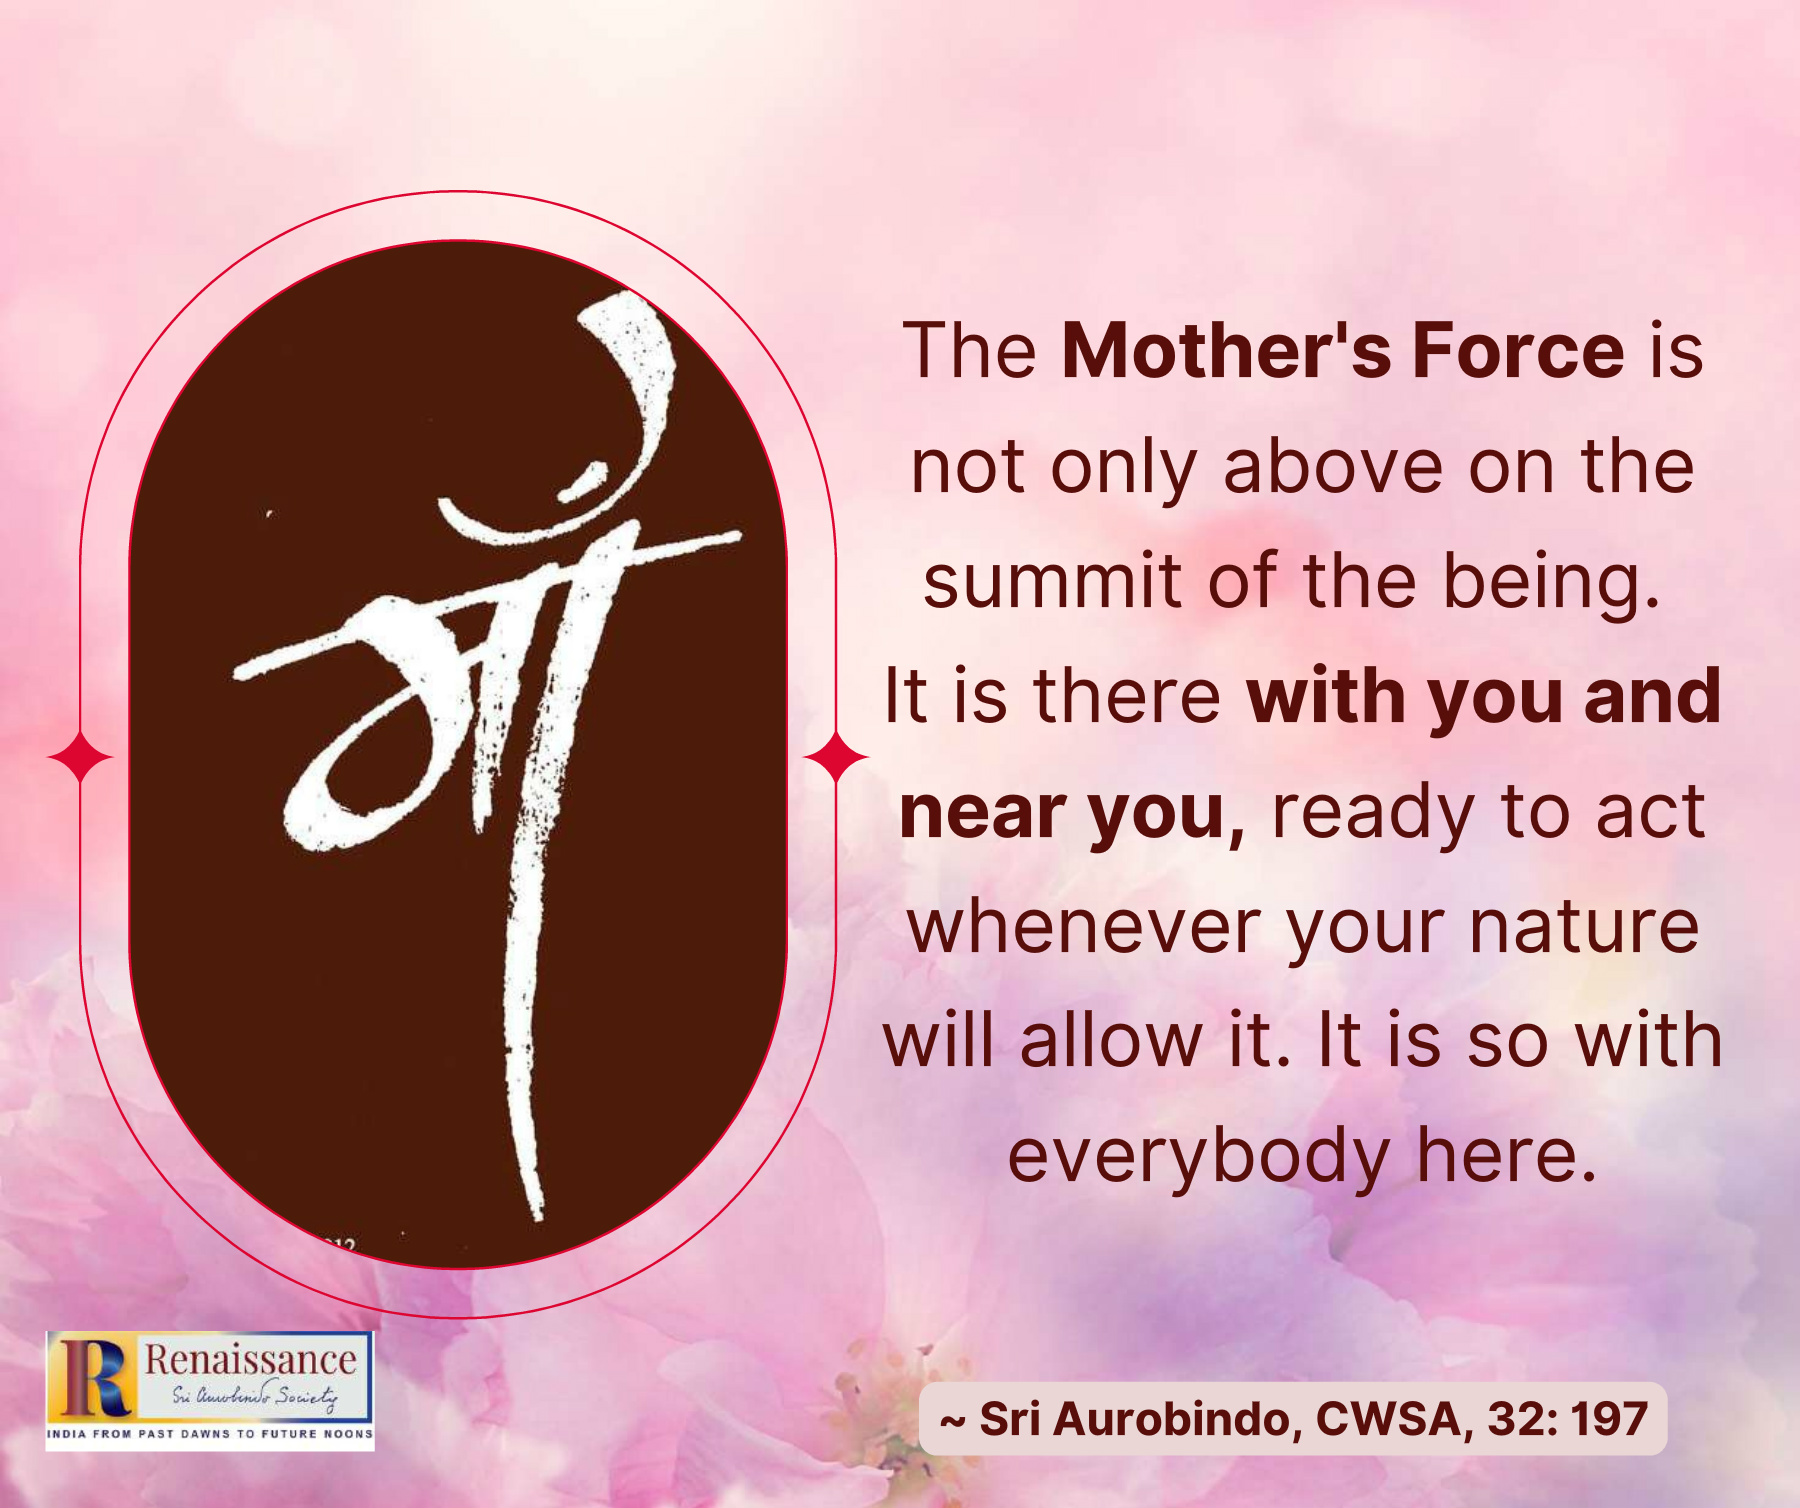 माँ
The Mother's Force is
not only above on the
summit of the being.
It is there with you and
near you, ready to act
whenever your nature
will allow it. It is so with
everybody here.
~ Sri Aurobindo, CWSA, 32: 197
R Renaissance
Sri Aurobindo Society
INDIA FROM PAST DAWNS TO FUTURE NOONS